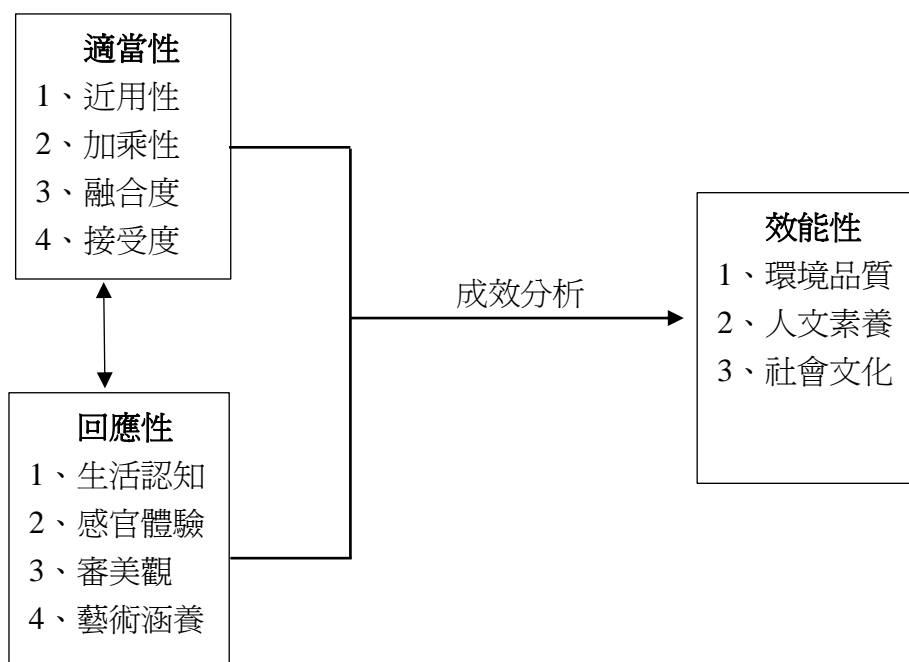 適當性
1、近用性
2、加乘性
3、融合度
4、接受度
成效分析
效能性
1、環境品質
2、人文素養
3、社會文化
回應性
1、生活認知
2、感官體驗
3、審美觀
4、藝術涵養